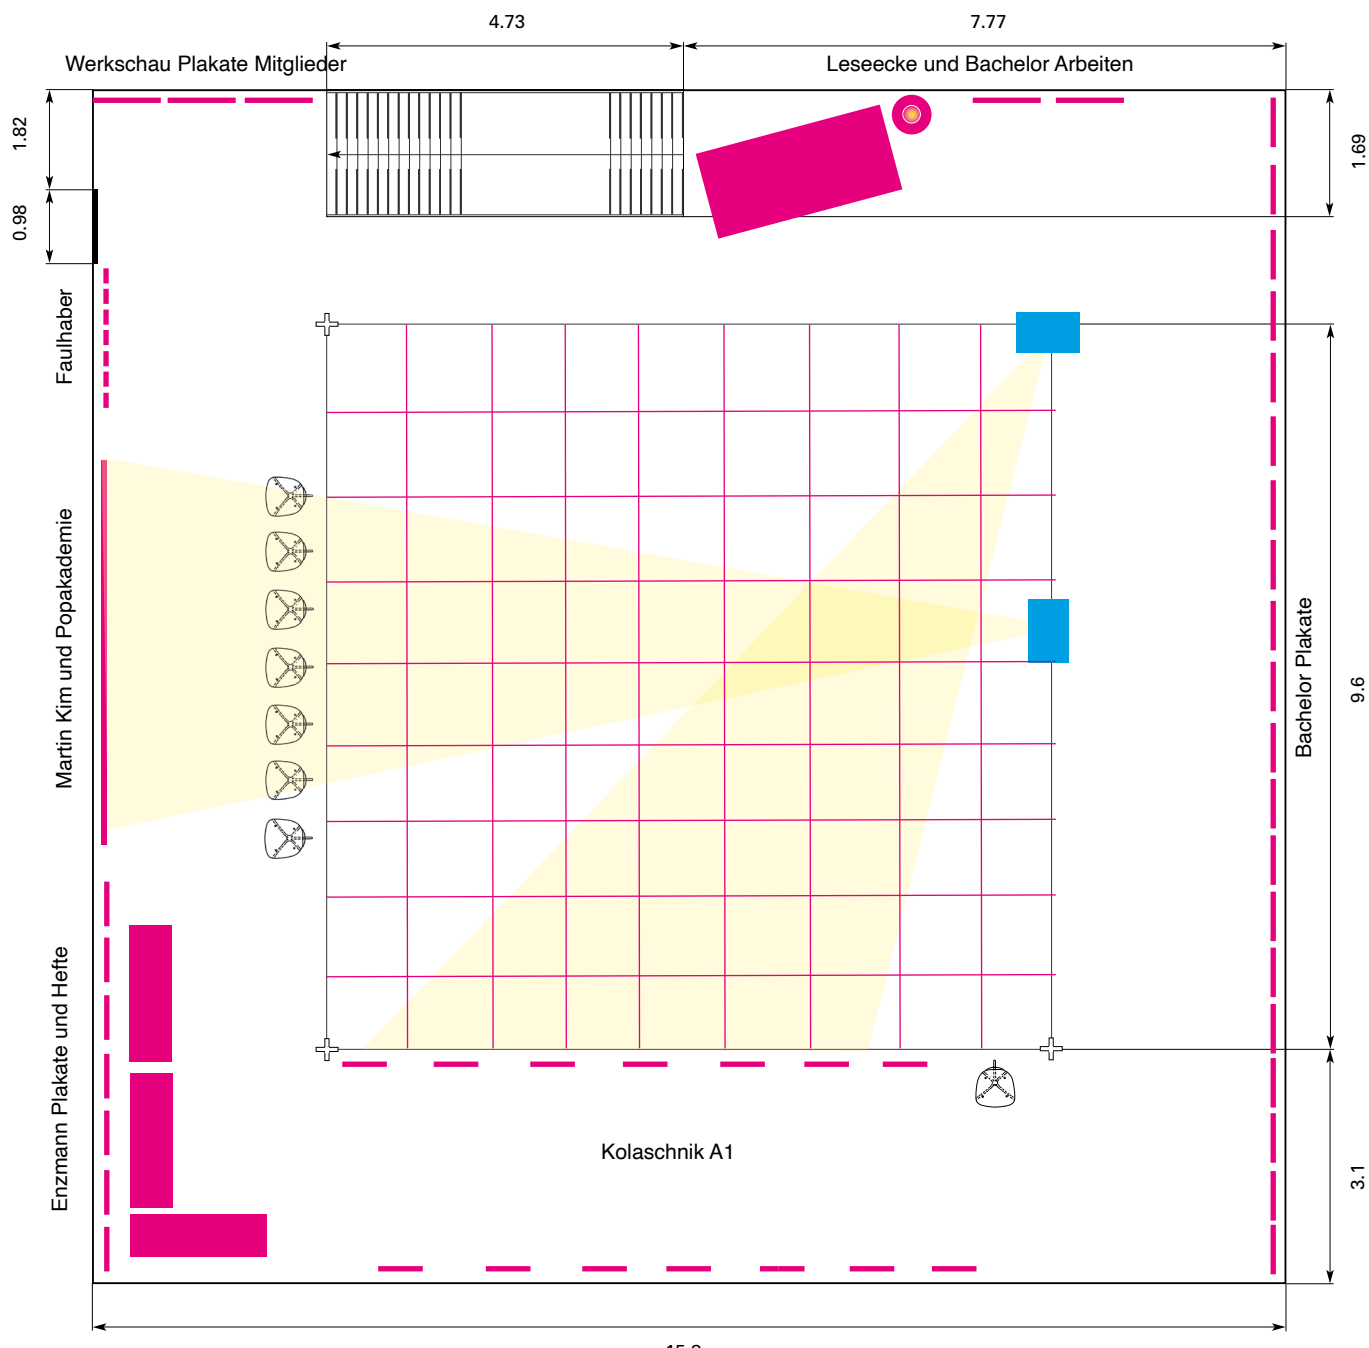 4.73
7.77
Werkschau Plakate Mitglieder
Leseecke und Bachelor Arbeiten
1.82
1.69
0.98
Faulhaber
Martin Kim und Popakademie
Bachelor Plakate
9.6
Enzmann Plakate und Hefte
Kolaschnik A1
3.1